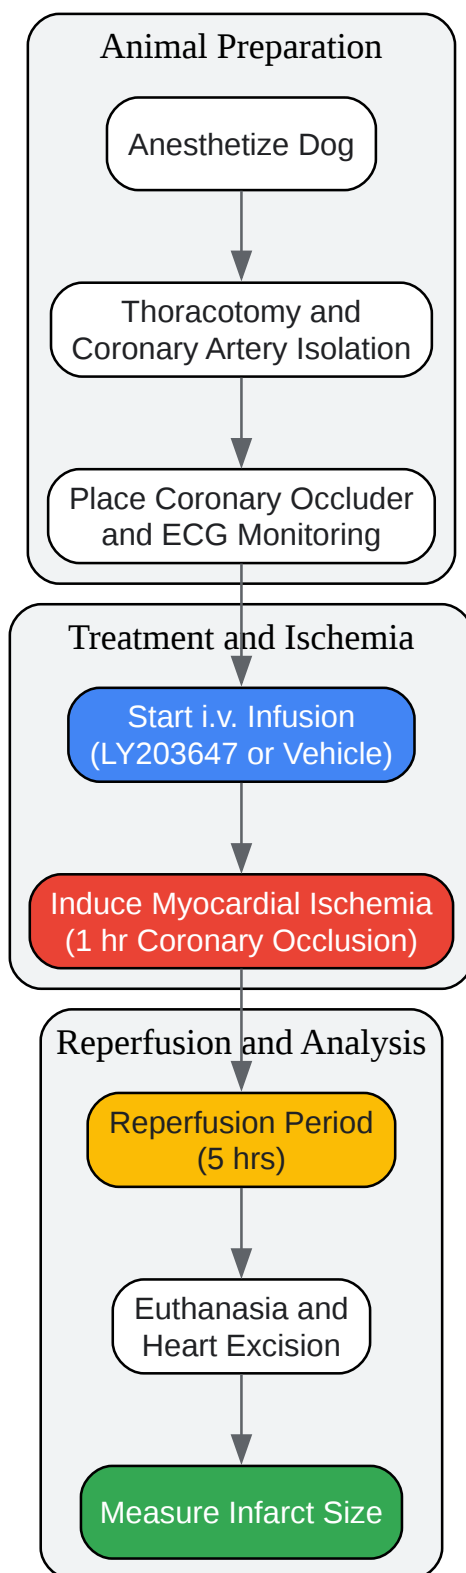 Animal Preparation
Anesthetize Dog
Thoracotomy and
Coronary Artery Isolation
Place Coronary Occluder
and ECG Monitoring
Treatment and Ischemia
Start i.v. Infusion
(LY203647 or Vehicle)
Induce Myocardial Ischemia
(1 hr Coronary Occlusion)
Reperfusion and Analysis
Reperfusion Period
(5 hrs)
Euthanasia and
Heart Excision
Measure Infarct Size